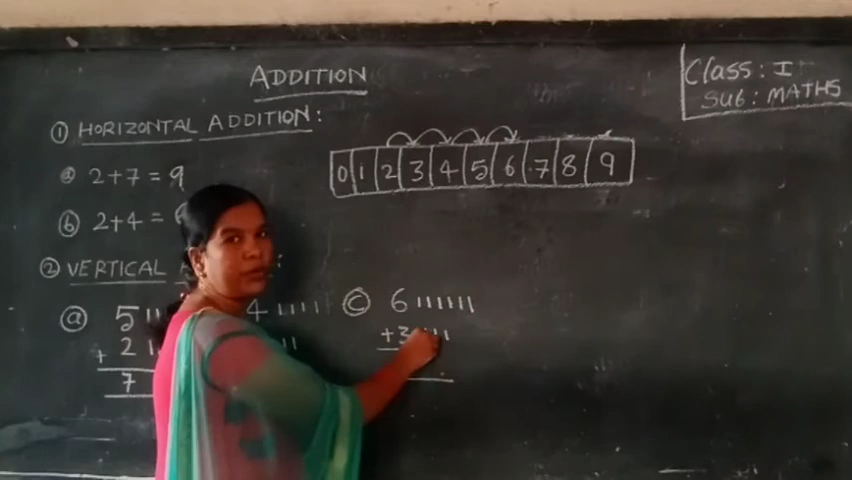 ADDITION
Class : I
Sub : MATHS
① HORIZONTAL ADDITION :
ⓐ 2+7 = 9
0 1 2 3 4 5 6 7 8 9
ⓑ 2+4 =
② VERTICAL
ⓐ 5 4 ⓒ 6
+ 2 +3
7